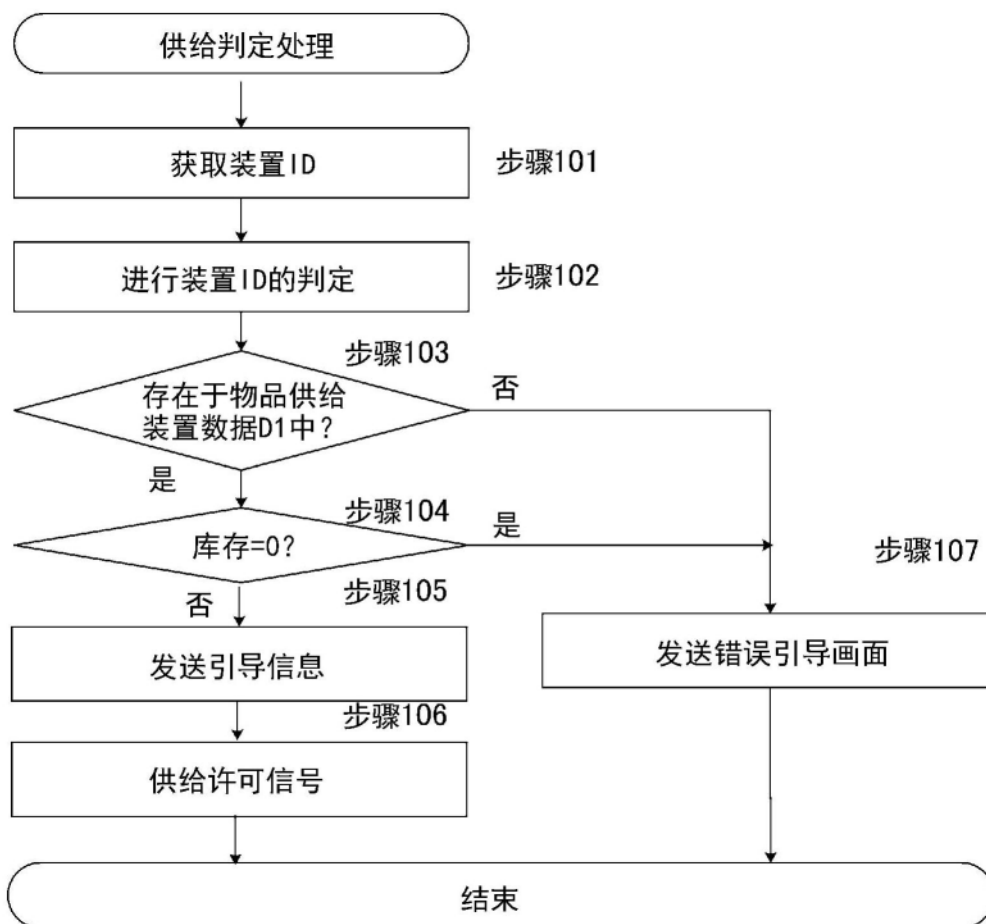 供给判定处理
获取装置ID
步骤101
进行装置ID的判定
步骤102
步骤103
存在于物品供给
装置数据D1中?
否
是
步骤104
库存=0?
是
步骤107
步骤105
否
发送引导信息
发送错误引导画面
步骤106
供给许可信号
结束